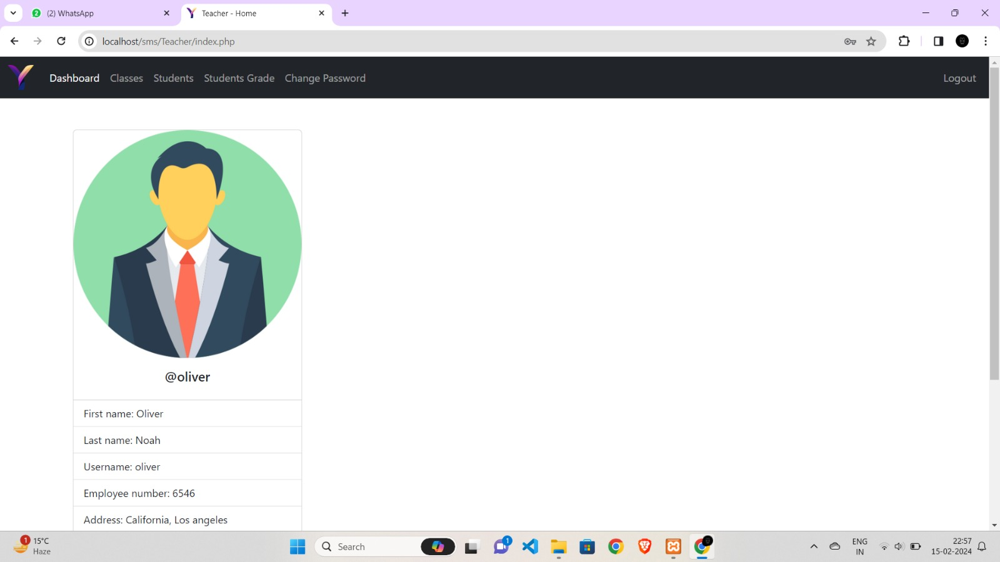 (2) WhatsApp
Teacher - Home
localhost/sms/Teacher/index.php
Dashboard Classes Students Students Grade Change Password Logout
@oliver
First name: Oliver
Last name: Noah
Username: oliver
Employee number: 6546
Address: California, Los angeles
1
15°C
Haze
Search
1
ENG
IN
22:57
15-02-2024